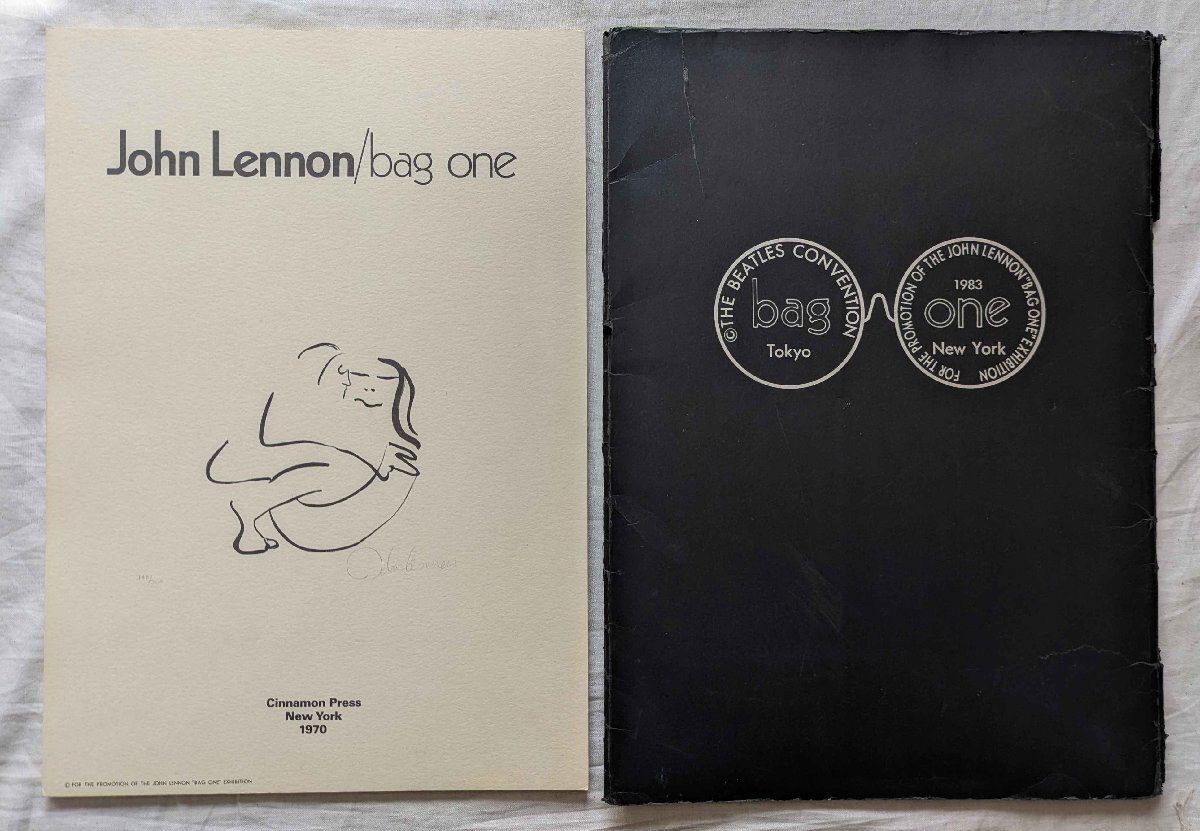 John Lennon/bag one
Cinnamon Press
New York
1970
© FOR THE PROMOTION OF THE JOHN LENNON "BAG ONE" EXHIBITION
©THE BEATLES CONVENTION
bag
Tokyo
FOR THE PROMOTION OF THE JOHN LENNON "BAG ONE" EXHIBITION
1983
one
New York